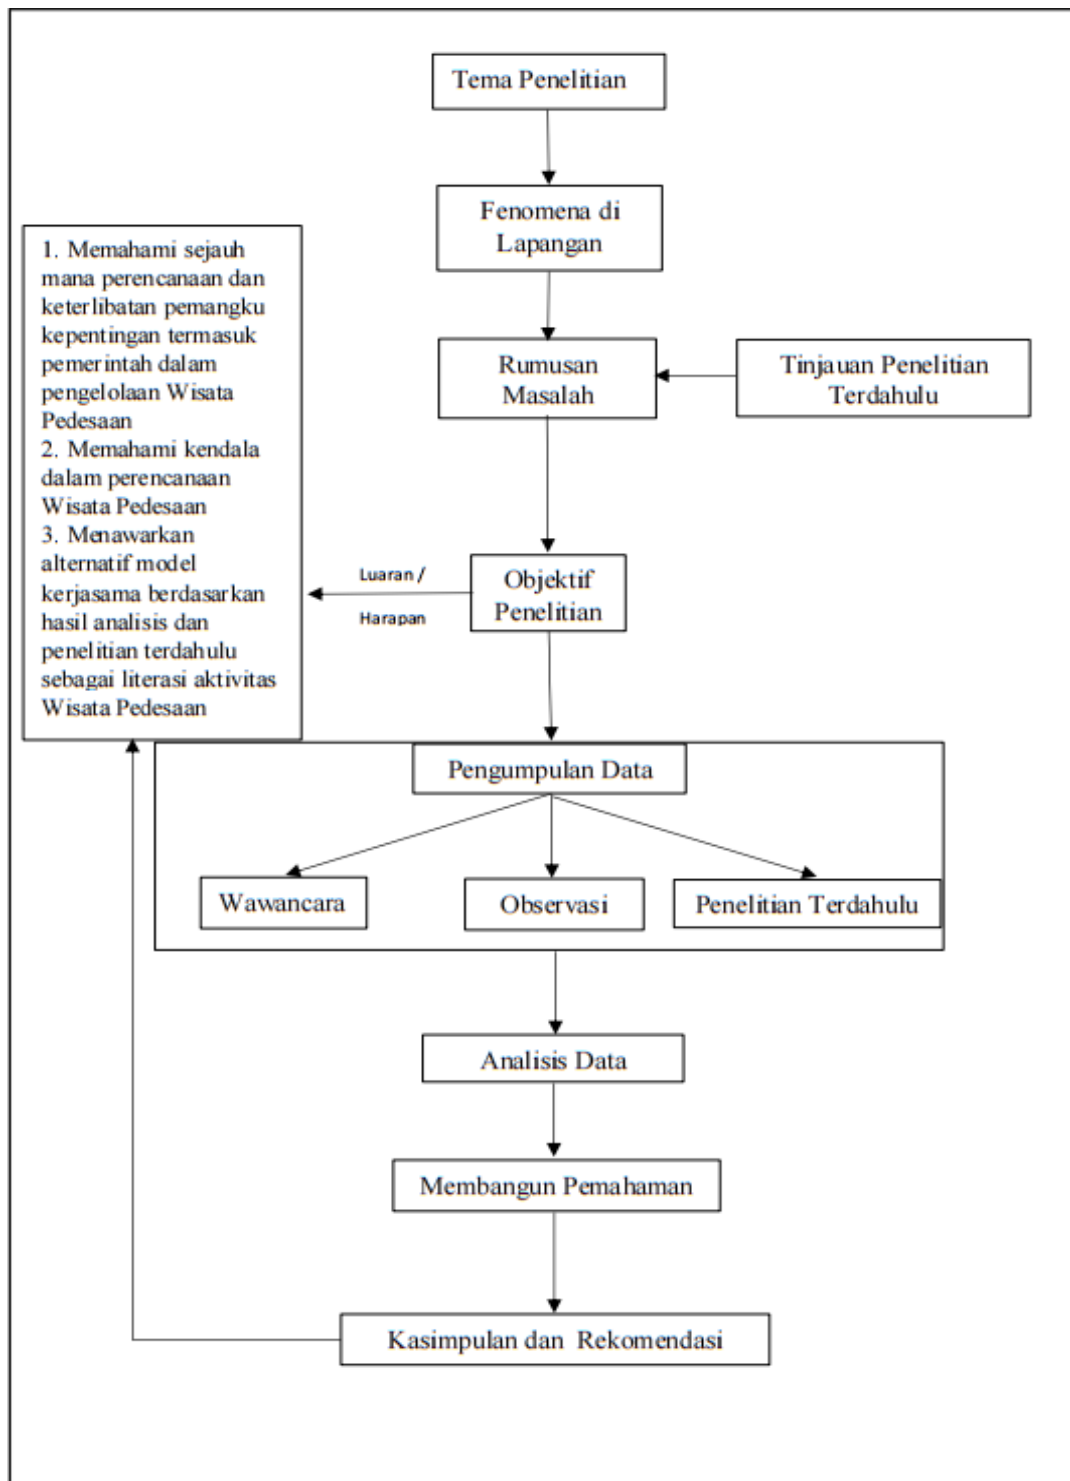 Tema Penelitian
Fenomena di
Lapangan
1. Memahami sejauh
mana perencanaan dan
keterlibatan pemangku
kepentingan termasuk
pemerintah dalam
pengelolaan Wisata
Pedesaan
2. Memahami kendala
dalam perencanaan
Wisata Pedesaan
3. Menawarkan
alternatif model
kerjasama berdasarkan
hasil analisis dan
penelitian terdahulu
sebagai literasi aktivitas
Wisata Pedesaan
Rumusan
Masalah
Tinjauan Penelitian
Terdahulu
Luaran /
Harapan
Objektif
Penelitian
Pengumpulan Data
Wawancara
Observasi
Penelitian Terdahulu
Analisis Data
Membangun Pemahaman
Kasimpulan dan Rekomendasi